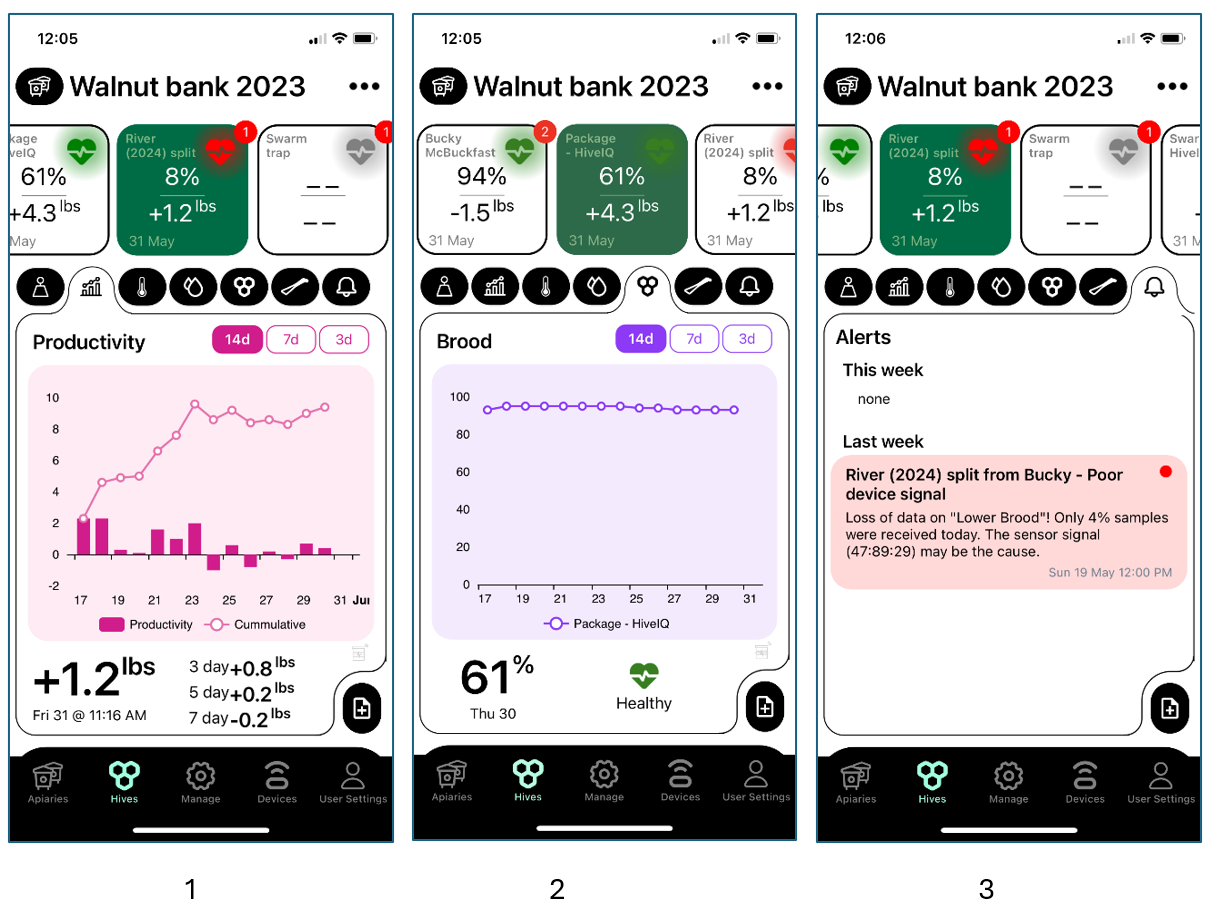 12:05
Walnut bank 2023
kage
velQ
61%
+4.3 lbs
May
River
(2024) split
1
8%
+1.2 lbs
31 May
Swarm
trap
1
__
__
Productivity
14d
7d
3d
10
8
6
4
2
0
-2
17 19 21 23 25 27 29 31 Jun
Productivity
Cummulative
+1.2 lbs
Fri 31 @ 11:16 AM
3 day +0.8 lbs
5 day +0.2 lbs
7 day -0.2 lbs
Apiaries
Hives
Manage
Devices
User Settings
1
12:05
Walnut bank 2023
Bucky
McBuckfast
2
94%
-1.5 lbs
31 May
Package
- HiveIQ
61%
+4.3 lbs
31 May
River
(2024) split
8%
+1.2 lbs
31 May
Brood
14d
7d
3d
100
80
60
40
20
0
17 19 21 23 25 27 29 31
Package - HiveIQ
61%
Thu 30
Healthy
Apiaries
Hives
Manage
Devices
User Settings
2
12:06
Walnut bank 2023
%
lbs
River
(2024) split
1
8%
+1.2 lbs
31 May
Swarm
trap
1
__
__
Swar
Hivel
31 M
Alerts
This week
none
Last week
River (2024) split from Bucky - Poor
device signal
Loss of data on "Lower Brood"! Only 4% samples
were received today. The sensor signal
(47:89:29) may be the cause.
Sun 19 May 12:00 PM
Apiaries
Hives
Manage
Devices
User Settings
3